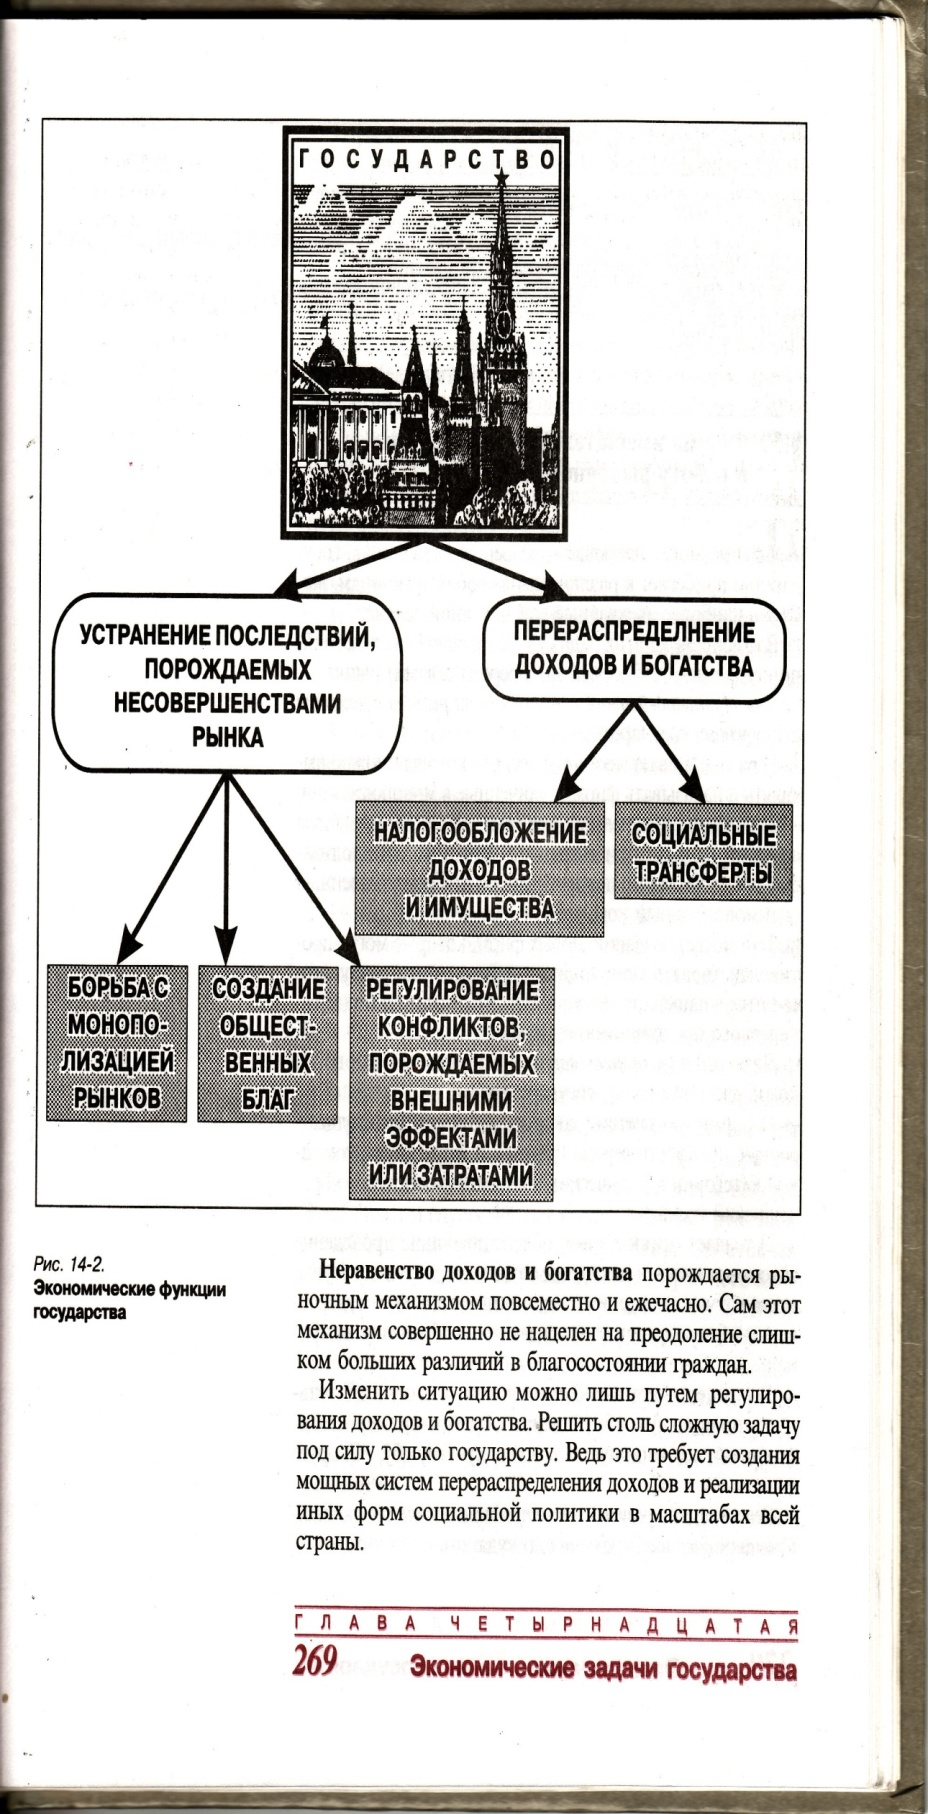 ГОСУДАРСТВО
УСТРАНЕНИЕ ПОСЛЕДСТВИЙ,
ПОРОЖДАЕМЫХ
НЕСОВЕРШЕНСТВАМИ
РЫНКА
ПЕРЕРАСПРЕДЕЛНЕНИЕ
ДОХОДОВ И БОГАТСТВА
НАЛОГООБЛОЖЕНИЕ
ДОХОДОВ
И ИМУЩЕСТВА
СОЦИАЛЬНЫЕ
ТРАНСФЕРТЫ
БОРЬБА С
МОНОПО-
ЛИЗАЦИЕЙ
РЫНКОВ
СОЗДАНИЕ
ОБЩЕСТ-
ВЕННЫХ
БЛАГ
РЕГУЛИРОВАНИЕ
КОНФЛИКТОВ,
ПОРОЖДАЕМЫХ
ВНЕШНИМИ
ЭФФЕКТАМИ
ИЛИ ЗАТРАТАМИ
Рис. 14-2.
Экономические функции
государства
Неравенство доходов и богатства порождается ры-
ночным механизмом повсеместно и ежечасно. Сам этот
механизм совершенно не нацелен на преодоление слиш-
ком больших различий в благосостоянии граждан.
Изменить ситуацию можно лишь путем регулиро-
вания доходов и богатства. Решить столь сложную задачу
под силу только государству. Ведь это требует создания
мощных систем перераспределения доходов и реализации
иных форм социальной политики в масштабах всей
страны.
ГЛАВА ЧЕТЫРНАДЦАТАЯ
269 Экономические задачи государства